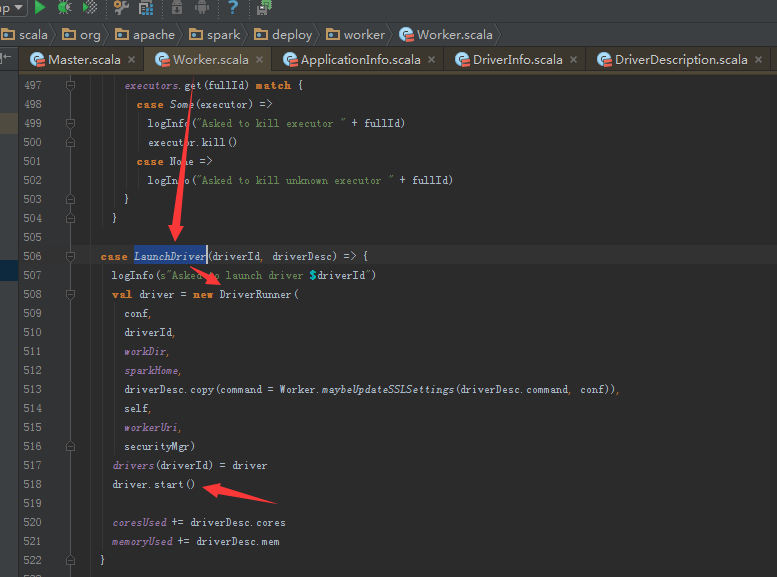 scala org apache spark deploy worker Worker.scala
Master.scala × Worker.scala × ApplicationInfo.scala × DriverInfo.scala × DriverDescription.scala ×
497 executors.get(fullId) match {
498 case Some(executor) =>
499 logInfo("Asked to kill executor " + fullId)
500 executor.kill()
501 case None =>
502 logInfo("Asked to kill unknown executor " + fullId)
503 }
504 }
505
506 case LaunchDriver(driverId, driverDesc) => {
507 logInfo(s"Asked to launch driver $driverId")
508 val driver = new DriverRunner(
509 conf,
510 driverId,
511 workDir,
512 sparkHome,
513 driverDesc.copy(command = Worker.maybeUpdateSSLSettings(driverDesc.command, conf)),
514 self,
515 workerUri,
516 securityMgr)
517 drivers(driverId) = driver
518 driver.start()
519
520 coresUsed += driverDesc.cores
521 memoryUsed += driverDesc.mem
522 }